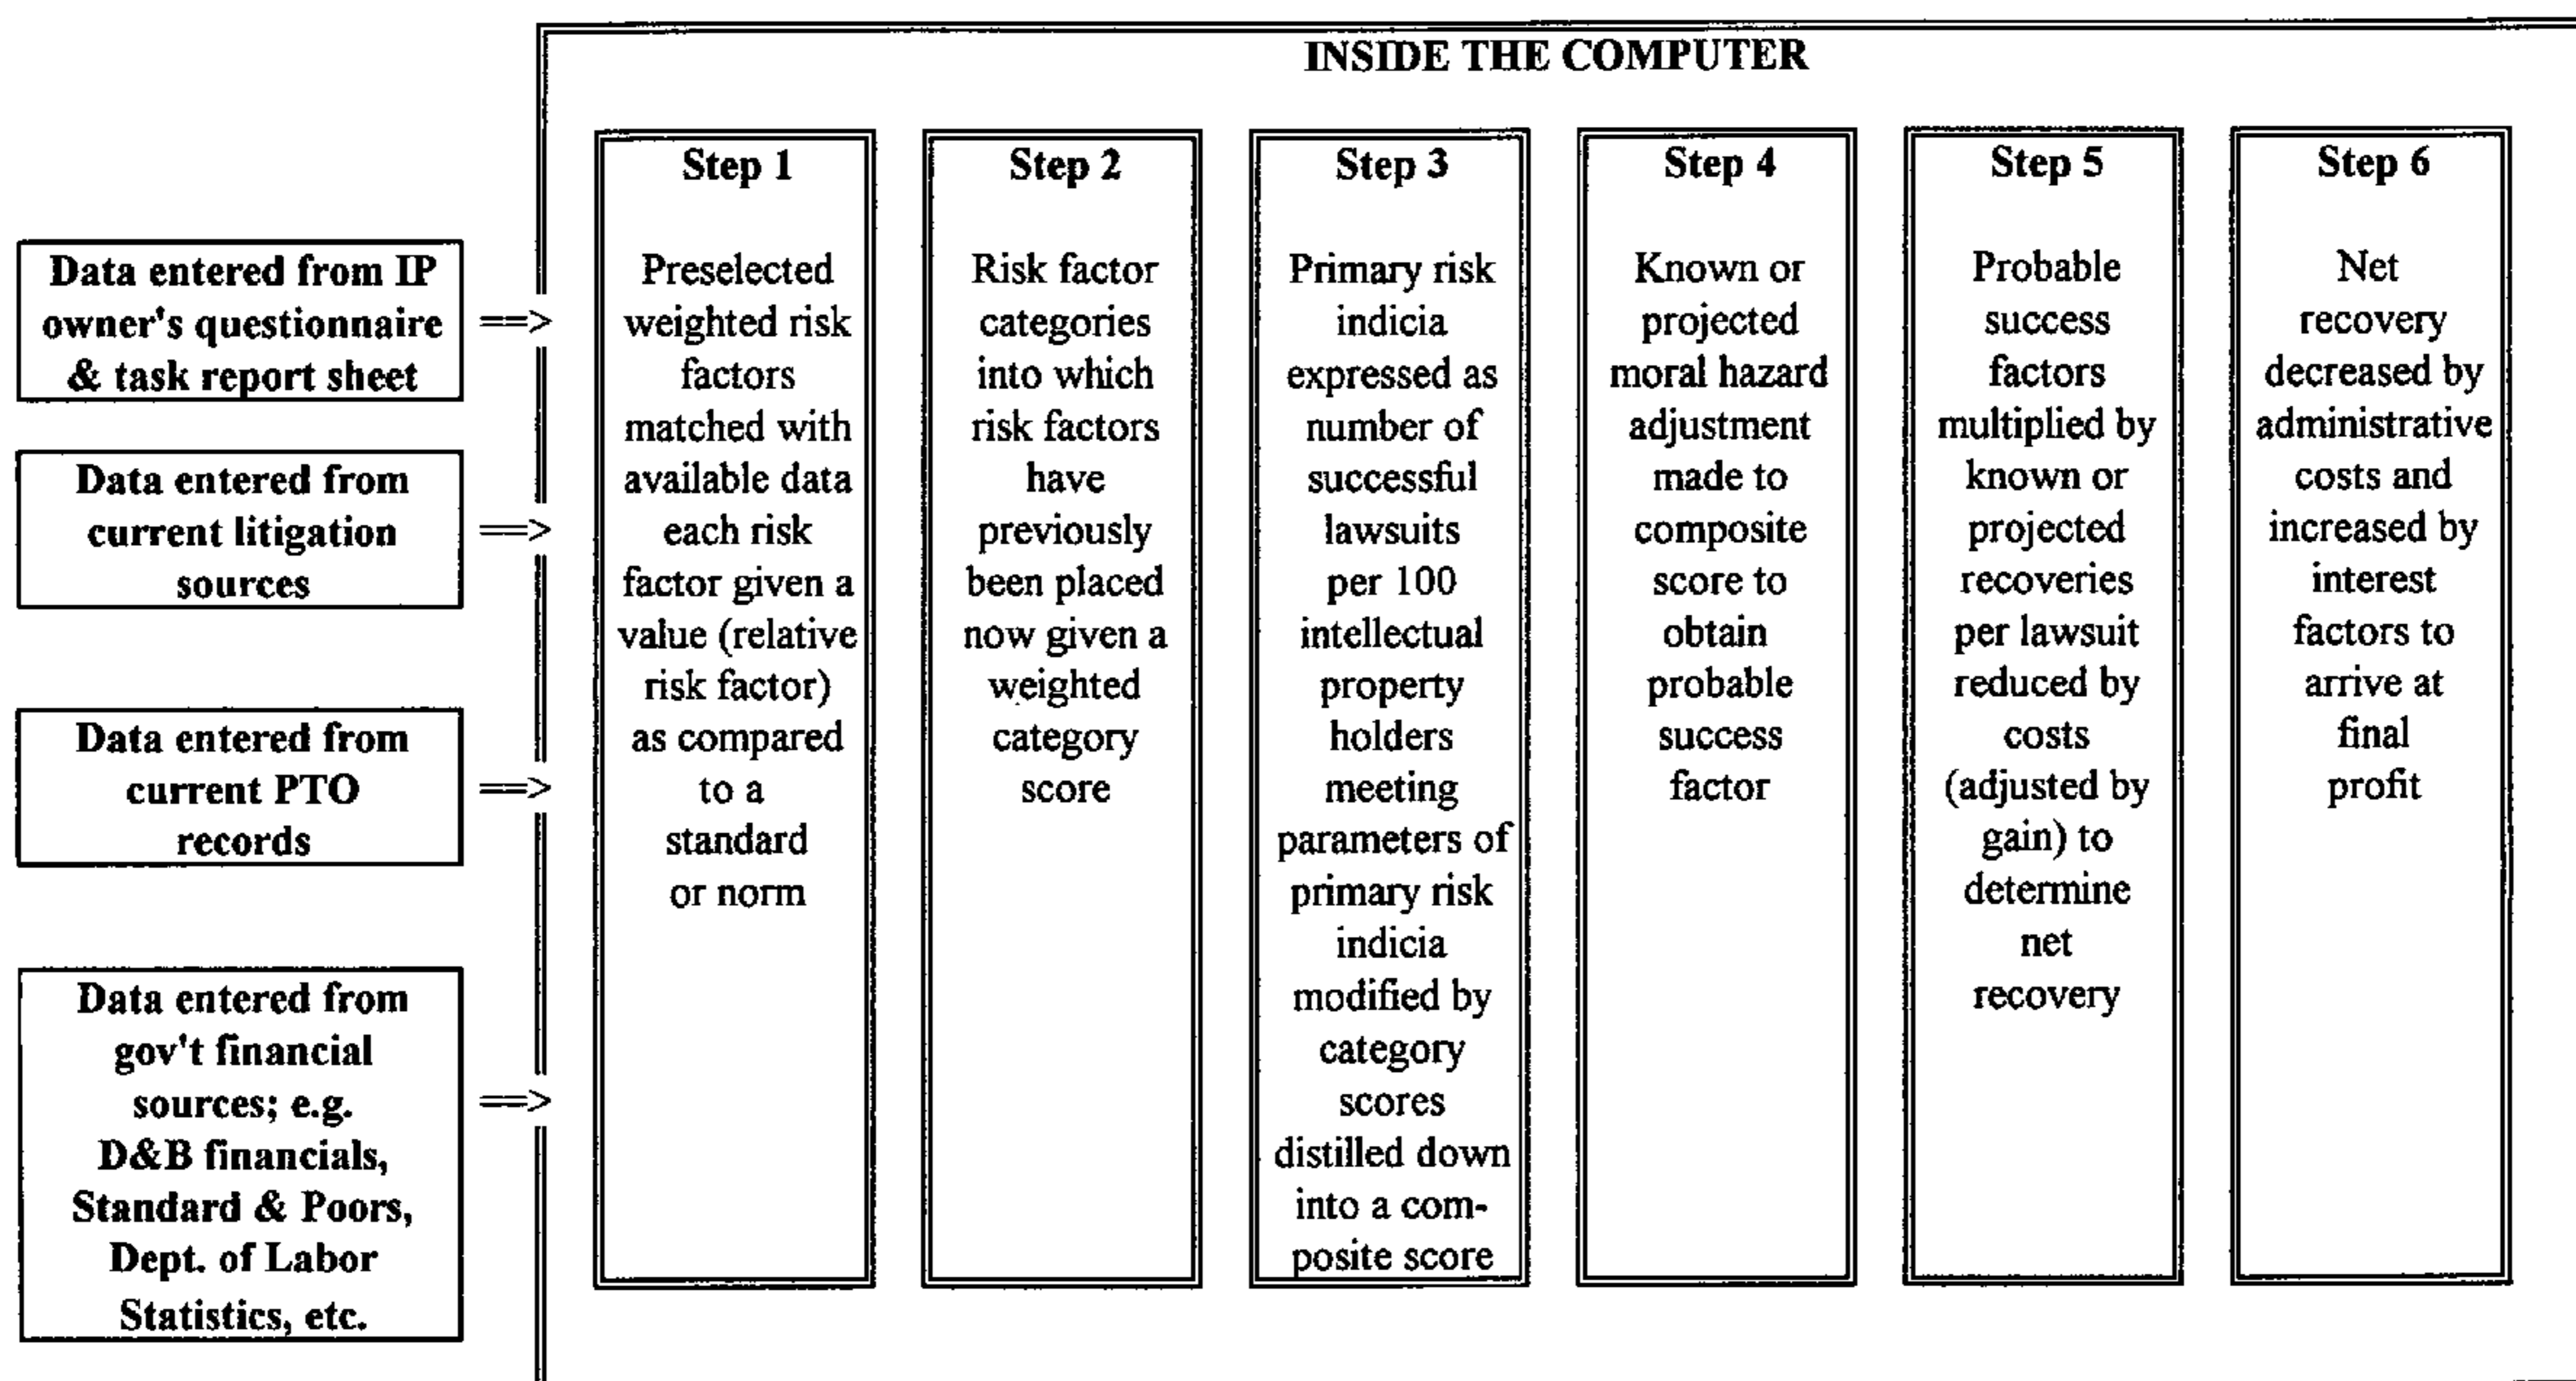 INSIDE THE COMPUTER
Data entered from IP
owner's questionnaire
& task report sheet
==>
Data entered from
current litigation
sources
==>
Data entered from
current PTO
records
==>
Data entered from
gov't financial
sources; e.g.
D&B financials,
Standard & Poors,
Dept. of Labor
Statistics, etc.
==>
Step 1
Preselected
weighted risk
factors
matched with
available data
each risk
factor given a
value (relative
risk factor)
as compared
to a
standard
or norm
Step 2
Risk factor
categories
into which
risk factors
have
previously
been placed
now given a
weighted
category
score
Step 3
Primary risk
indicia
expressed as
number of
successful
lawsuits
per 100
intellectual
property
holders
meeting
parameters of
primary risk
indicia
modified by
category
scores
distilled down
into a com-
posite score
Step 4
Known or
projected
moral hazard
adjustment
made to
composite
score to
obtain
probable
success
factor
Step 5
Probable
success
factors
multiplied by
known or
projected
recoveries
per lawsuit
reduced by
costs
(adjusted by
gain) to
determine
net
recovery
Step 6
Net
recovery
decreased by
administrative
costs and
increased by
interest
factors to
arrive at
final
profit